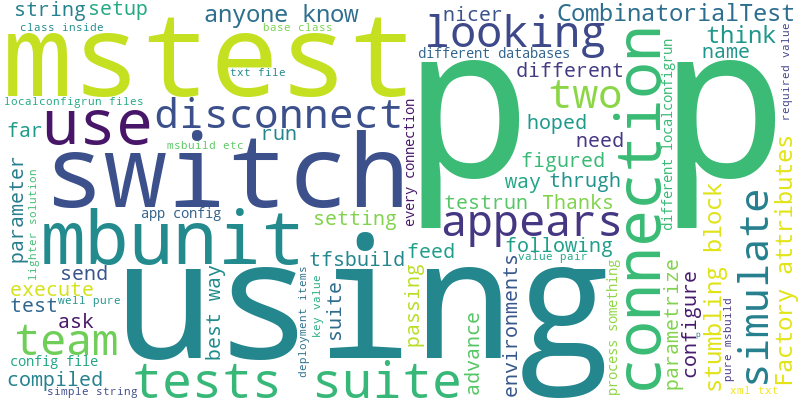 string setup
anyone know
nicer
CombinatorialTest
class inside
base class
looking
think
mstest
different databases
name
required value
txt file
different
p p
localconfigrun files
use
disconnect
two
far
run
hoped
every connection
switch
msbuild etc
need
figured
connection
different localconfigrun
parameter
lighter solution
way thrugh
testrun Thanks
app config
setting
appears
mbunit
following
tfsbuild
feed
value pair
send
using
best way
execute
well pure
test
ask
team
config file
compiled
simple string
tests suite
deployment items
key value
suite
passing
advance
environments
process something
parametrize
configure
stumbling block
pure msbuild
simulate
Factory attributes
xml txt